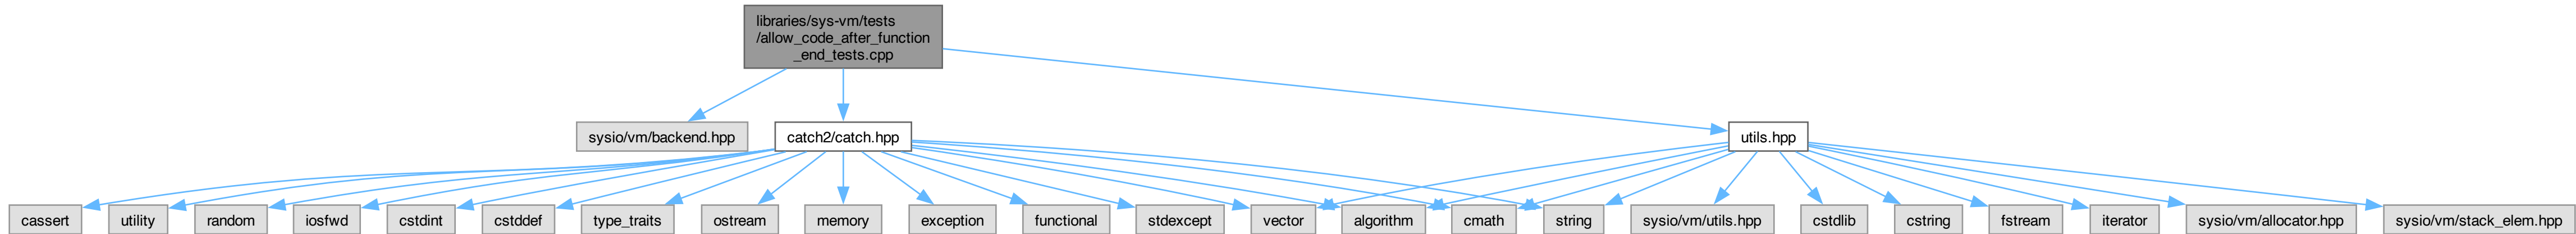 libraries/sys-vm/tests
/allow_code_after_function
_end_tests.cpp
sysio/vm/backend.hpp
catch2/catch.hpp
utils.hpp
cassert
utility
random
iosfwd
cstdint
cstddef
type_traits
ostream
memory
exception
functional
stdexcept
vector
algorithm
cmath
string
sysio/vm/utils.hpp
cstdlib
cstring
fstream
iterator
sysio/vm/allocator.hpp
sysio/vm/stack_elem.hpp